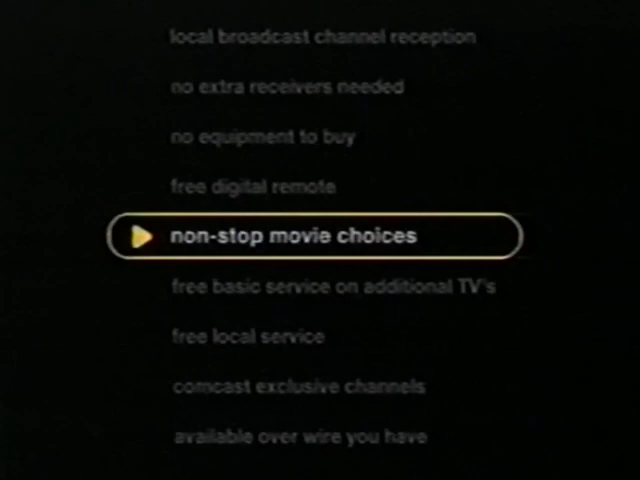 local broadcast channel reception
no extra receivers needed
no equipment to buy
free digital remote
non-stop movie choices
free basic service on additional TV's
free local service
comcast exclusive channels
available over wire you have